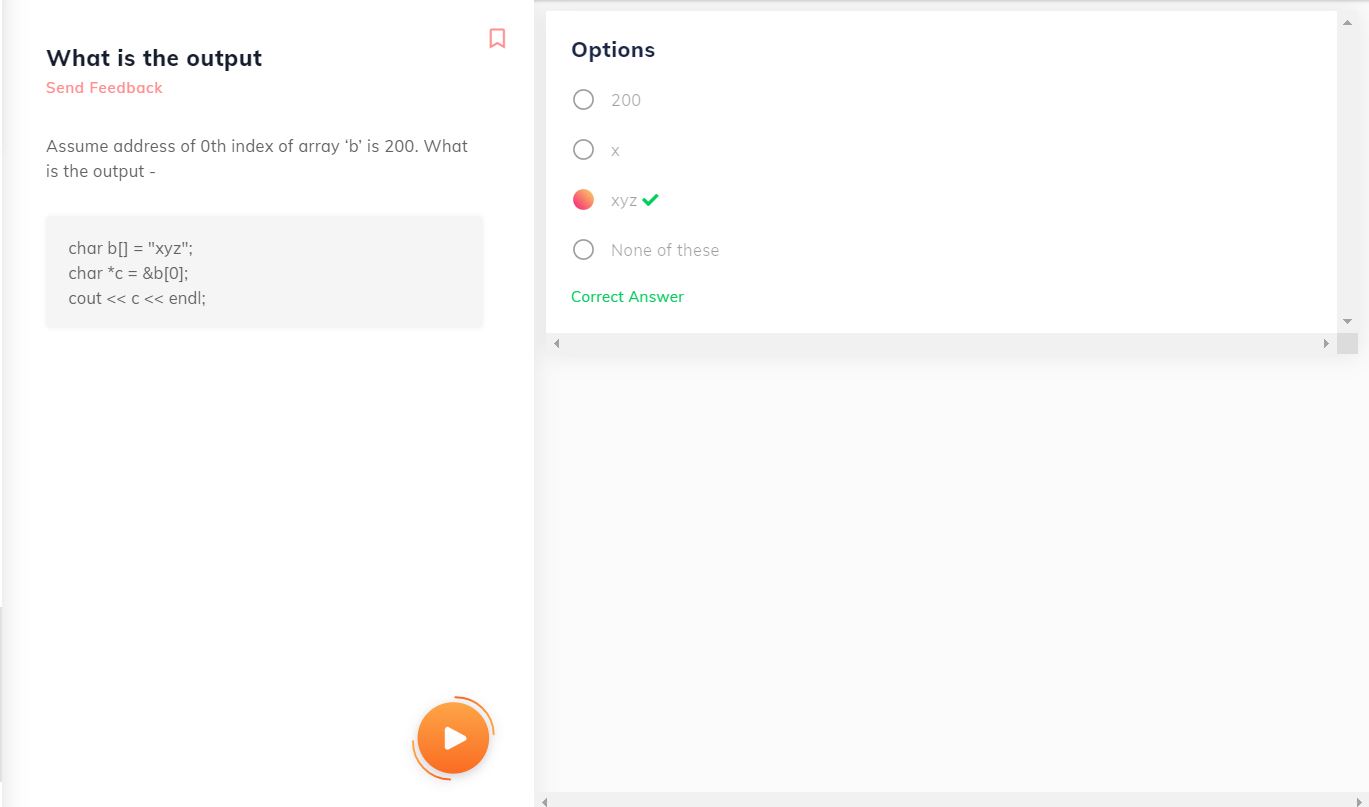 What is the output
Send Feedback
Assume address of 0th index of array ‘b’ is 200. What
is the output -
char b[] = "xyz";
char *c = &b[0];
cout << c << endl;
Options
200
x
xyz
None of these
Correct Answer